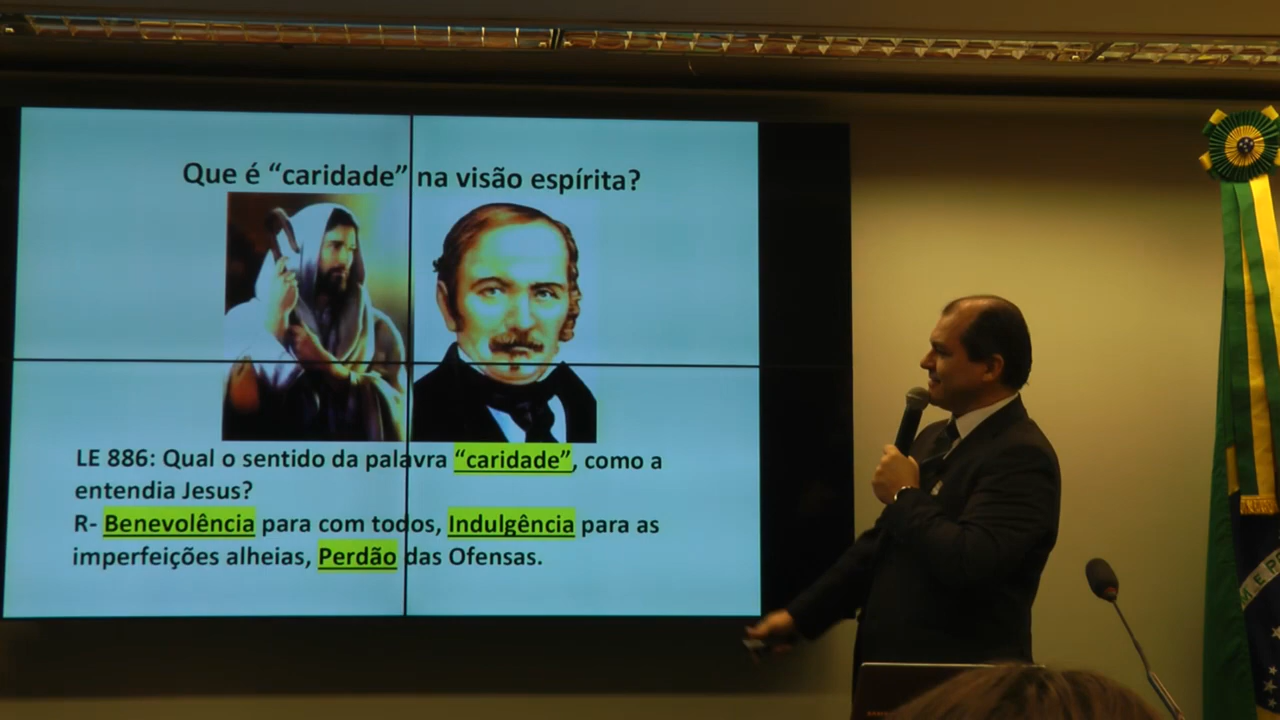 Que é “caridade” na visão espírita?
LE 886: Qual o sentido da palavra “caridade”, como a
entendia Jesus?
R- Benevolência para com todos, Indulgência para as
imperfeições alheias, Perdão das Ofensas.
M E P